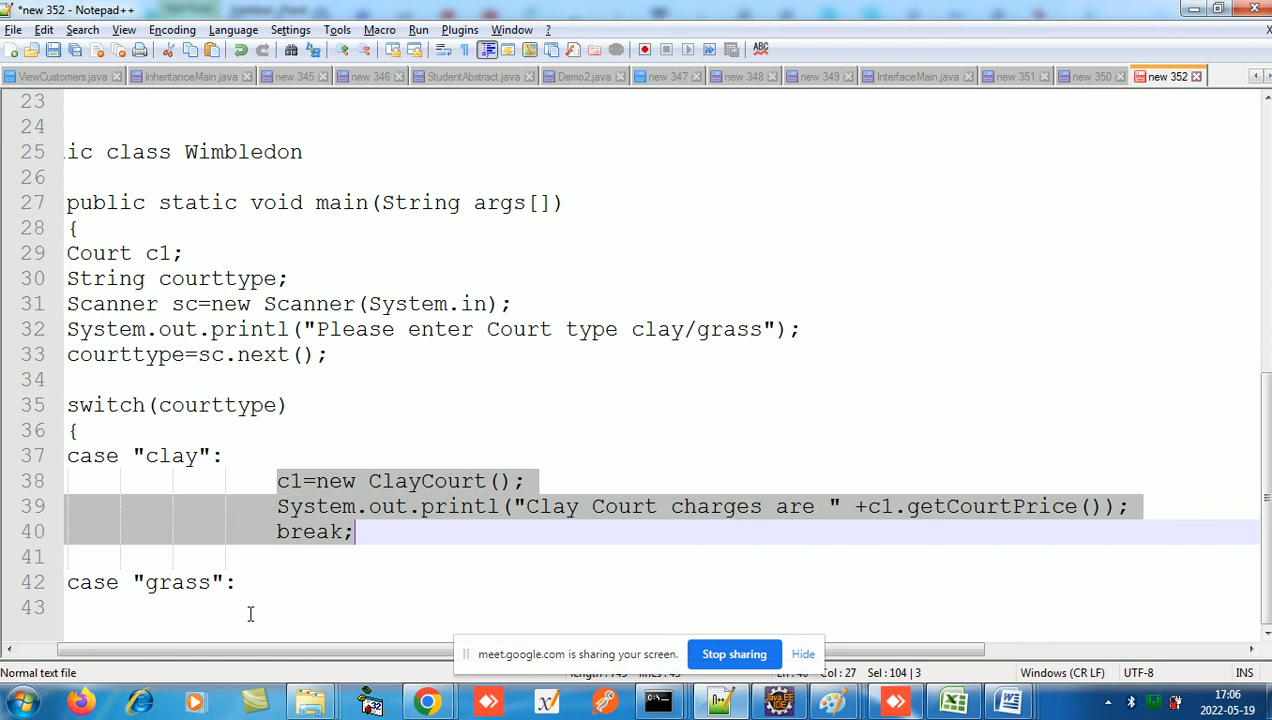 *new 352 - Notepad++
File Edit Search View Encoding Language Settings Tools Macro Run Plugins Window ? X
ViewCustomers.java InheritanceMain.java new 345 new 346 StudentAbstract.java Demo2.java new 347 new 348 new 349 InterfaceMain.java new 351 new 350 new 352
23
24
25 ic class Wimbledon
26
27 public static void main(String args[])
28 {
29 Court c1;
30 String courttype;
31 Scanner sc=new Scanner(System.in);
32 System.out.printl("Please enter Court type clay/grass");
33 courttype=sc.next();
34
35 switch(courttype)
36 {
37 case "clay":
38 c1=new ClayCourt();
39 System.out.printl("Clay Court charges are " +c1.getCourtPrice());
40 break;
41
42 case "grass":
43
meet.google.com is sharing your screen. Stop sharing Hide
Normal text file Col : 27 Sel : 104 | 3 Windows (CR LF) UTF-8 INS
17:06
2022-05-19